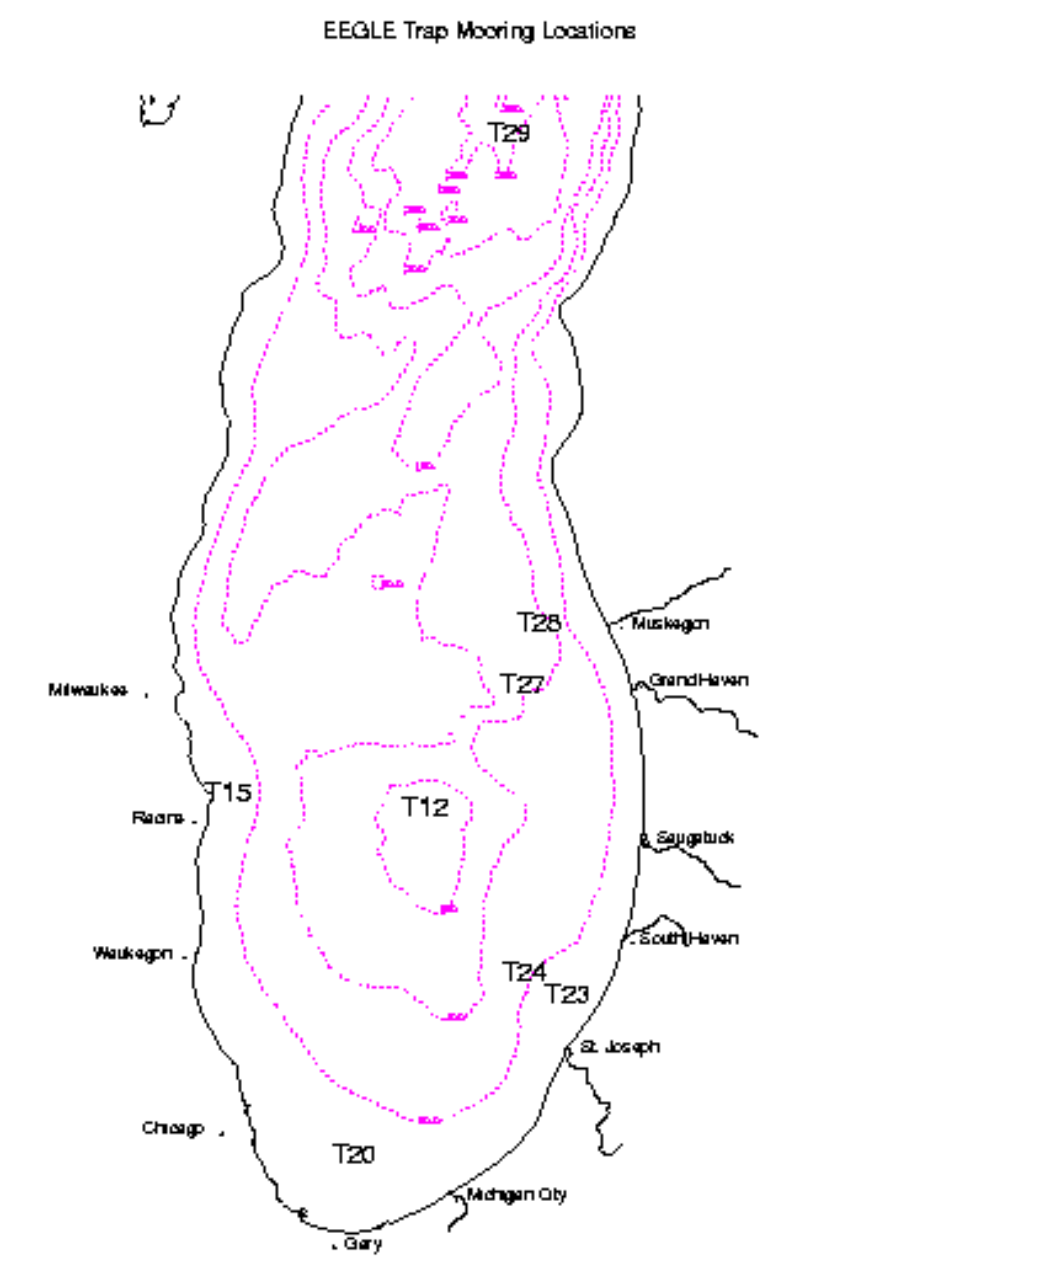 EEGLE Trap Mooring Locations
T29
T28
Muskegon
T27
Grand Haven
Milwaukee
T15
T12
Racine
Saugatuck
South Haven
Waukegon
T24
T23
St. Joseph
Chicago
T20
Michigan City
Gary